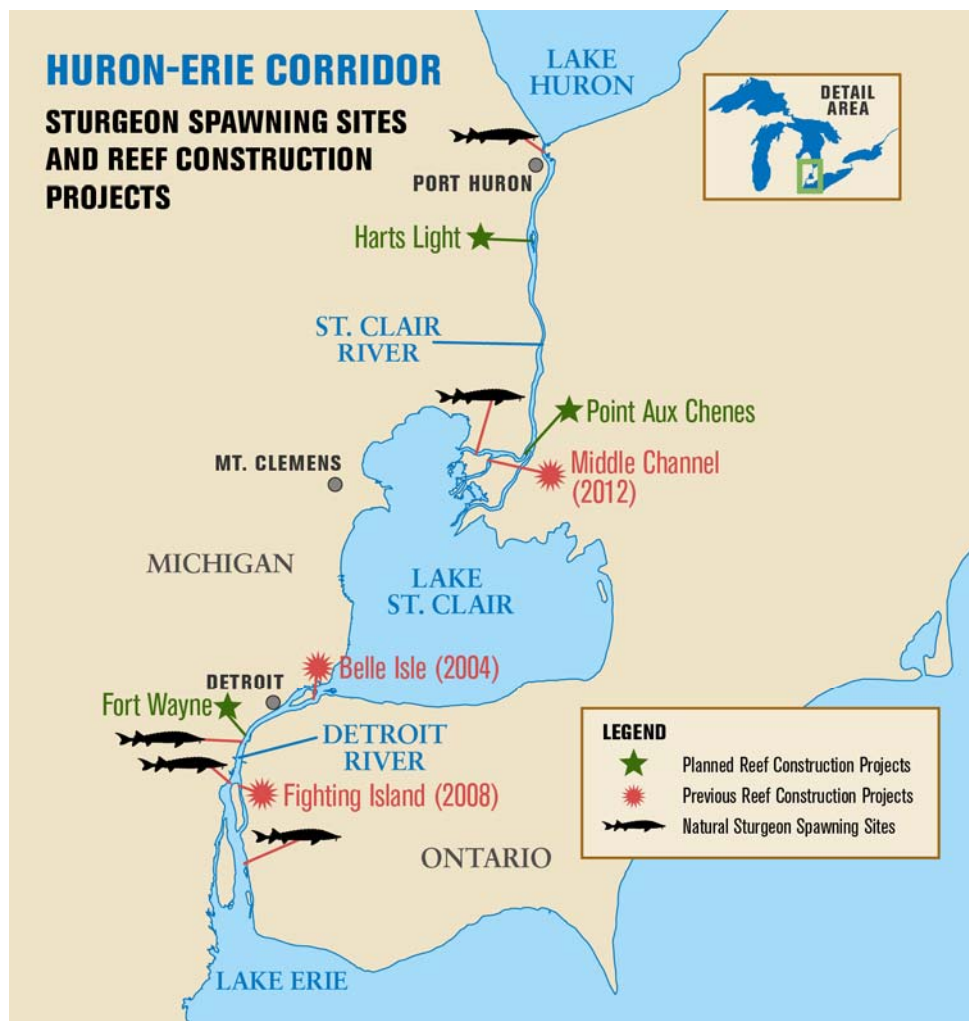 HURON-ERIE CORRIDOR
STURGEON SPAWNING SITES
AND REEF CONSTRUCTION
PROJECTS
LAKE
HURON
DETAIL
AREA
PORT HURON
Harts Light
ST. CLAIR
RIVER
Point Aux Chenes
MT. CLEMENS
Middle Channel
(2012)
MICHIGAN
LAKE
ST. CLAIR
Belle Isle (2004)
DETROIT
Fort Wayne
DETROIT
RIVER
Fighting Island (2008)
ONTARIO
LAKE ERIE
LEGEND
Planned Reef Construction Projects
Previous Reef Construction Projects
Natural Sturgeon Spawning Sites